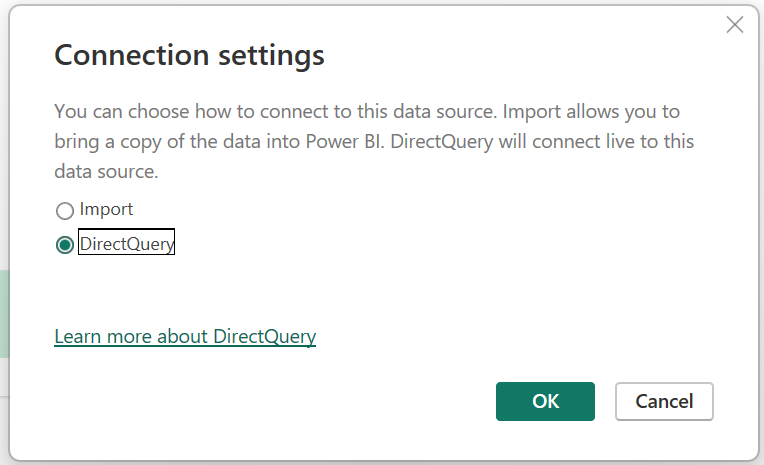 Connection settings
You can choose how to connect to this data source. Import allows you to
bring a copy of the data into Power BI. DirectQuery will connect live to this
data source.
Import
DirectQuery
Learn more about DirectQuery
OK
Cancel